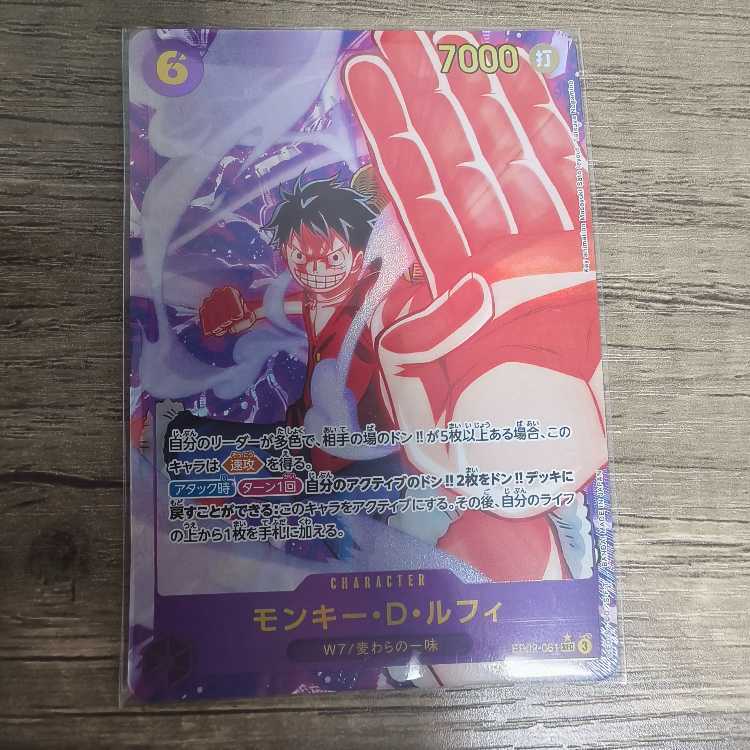 6
7000 打
自分のリーダーが多色で、相手の場のドン!!が5枚以上ある場合、この
キャラは 速攻 を得る。
アタック時 ターン1回 自分のアクティブのドン!!2枚をドン!!デッキに
戻すことができる:このキャラをアクティブにする。その後、自分のライフ
の上から1枚を手札に加える。
CHARACTER
モンキー・D・ルフィ
W7/麦わらの一味
3